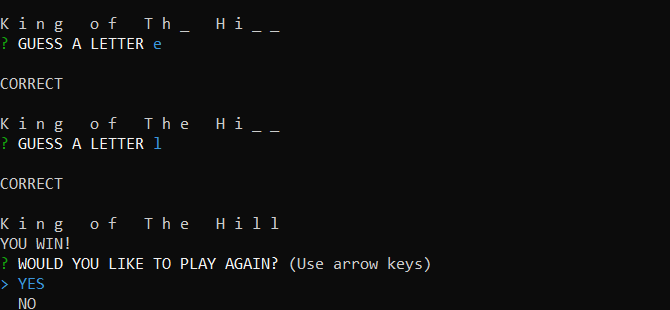 K i n g   o f   T h _   H i _ _
? GUESS A LETTER e
CORRECT
K i n g   o f   T h e   H i _ _
? GUESS A LETTER l
CORRECT
K i n g   o f   T h e   H i l l
YOU WIN!
? WOULD YOU LIKE TO PLAY AGAIN? (Use arrow keys)
> YES
  NO